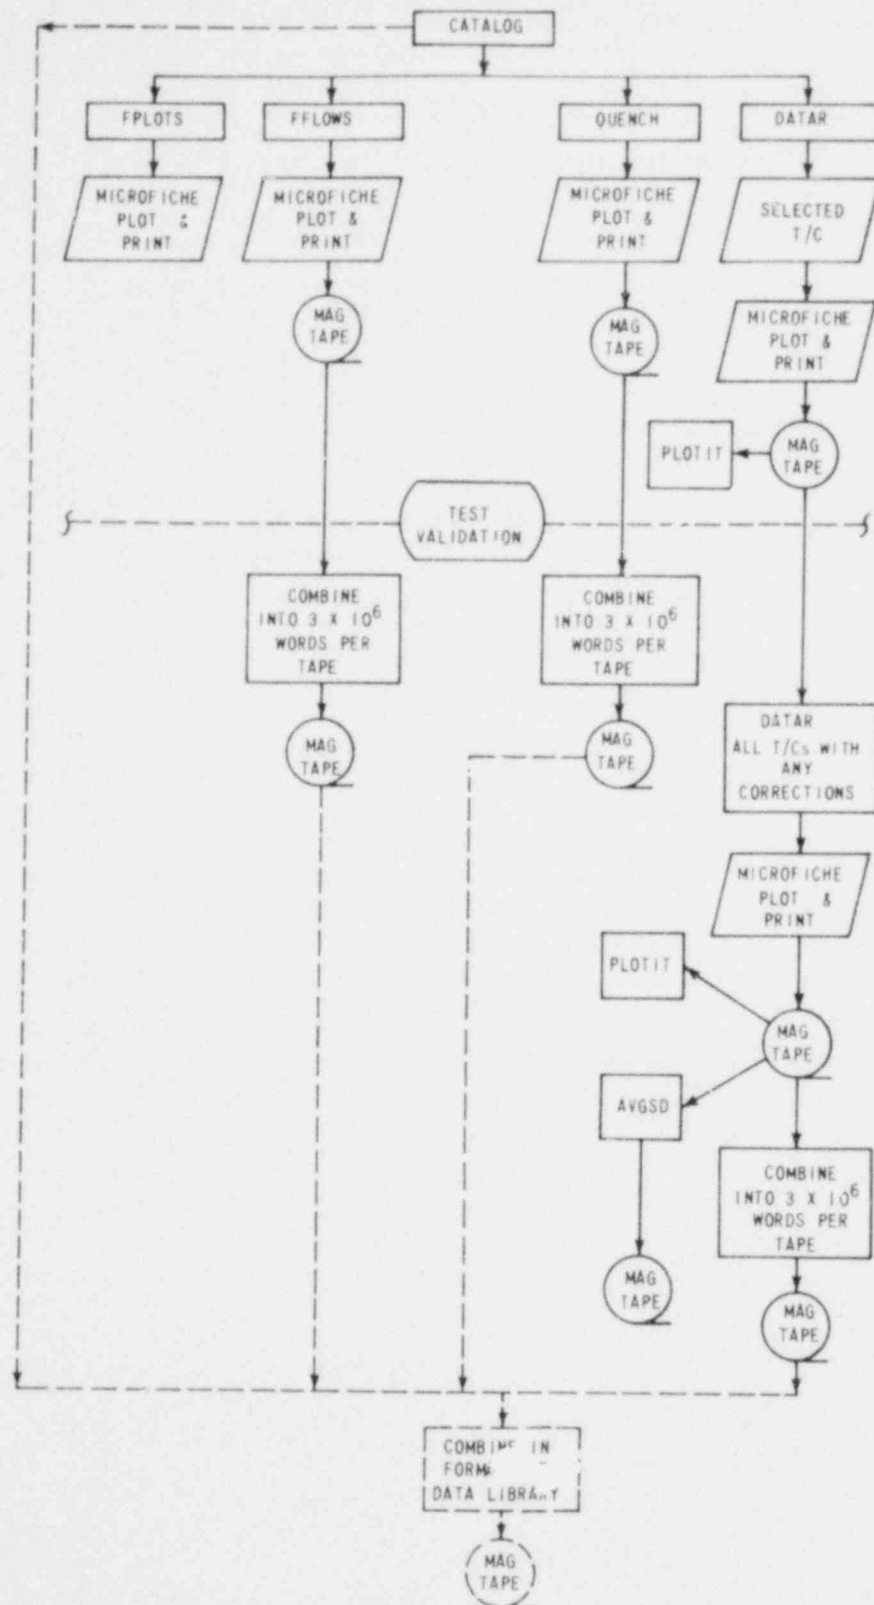 CATALOG
FPLOTS
FFLOWS
QUENCH
DATAR
MICROFICHE
PLOT &
PRINT
MICROFICHE
PLOT &
PRINT
MICROFICHE
PLOT &
PRINT
SELECTED
T/C
MAG
TAPE
MAG
TAPE
MICROFICHE
PLOT &
PRINT
PLOTIT
MAG
TAPE
TEST
VALIDATION
COMBINE
INTO 3 X 10⁶
WORDS PER
TAPE
COMBINE
INTO 3 X 10⁶
WORDS PER
TAPE
MAG
TAPE
MAG
TAPE
DATAR
ALL T/Cs WITH
ANY
CORRECTIONS
MICROFICHE
PLOT &
PRINT
PLOTIT
MAG
TAPE
AVGSD
COMBINE
INTO 3 X 10⁶
WORDS PER
TAPE
MAG
TAPE
MAG
TAPE
COMBINE IN
DATA LIBRARY
MAG
TAPE